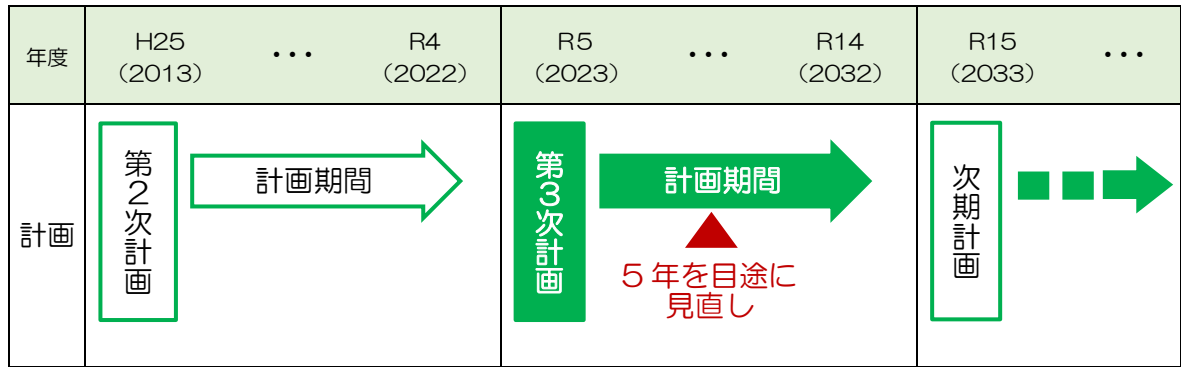 年度
H25
（2013）
･･･
R4
（2022）
R5
（2023）
･･･
R14
（2032）
R15
（2033）
･･･
計画
第２次計画
計画期間
第３次計画
計画期間
５年を目途に
見直し
次期計画